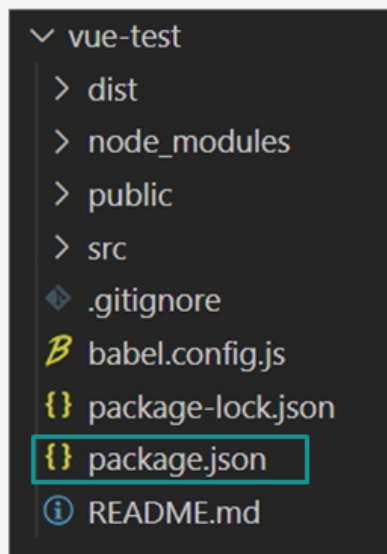 vue-test
dist
node_modules
public
src
.gitignore
babel.config.js
package-lock.json
package.json
README.md